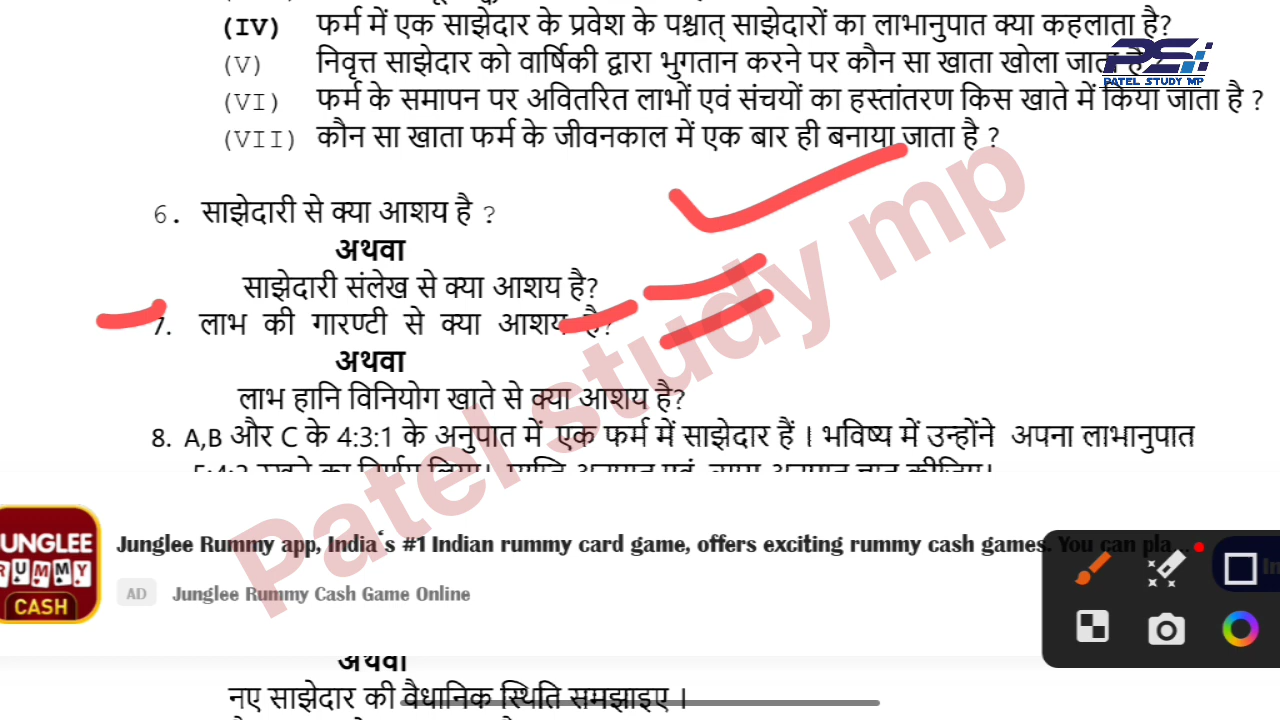 (IV) फर्म में एक साझेदार के प्रवेश के पश्चात् साझेदारों का लाभानुपात क्या कहलाता है?
(V) निवृत्त साझेदार को वार्षिकी द्वारा भुगतान करने पर कौन सा खाता खोला जाता है
PATEL STUDY MP
(VI) फर्म के समापन पर अवितरित लाभों एवं संचयों का हस्तांतरण किस खाते में किया जाता है ?
(VII) कौन सा खाता फर्म के जीवनकाल में एक बार ही बनाया जाता है ?
6. साझेदारी से क्या आशय है ?
अथवा
साझेदारी संलेख से क्या आशय है?
7. लाभ की गारण्टी से क्या आशय है?
अथवा
लाभ हानि विनियोग खाते से क्या आशय है?
8. A,B और C के 4:3:1 के अनुपात में एक फर्म में साझेदार हैं । भविष्य में उन्होंने अपना लाभानुपात
Patel study mp
JUNGLEE RUMMY CASH
Junglee Rummy app, India's #1 Indian rummy card game, offers exciting rummy cash games. You can pla...
AD Junglee Rummy Cash Game Online
अथवा
नए साझेदार की वैधानिक स्थिति समझाइए ।